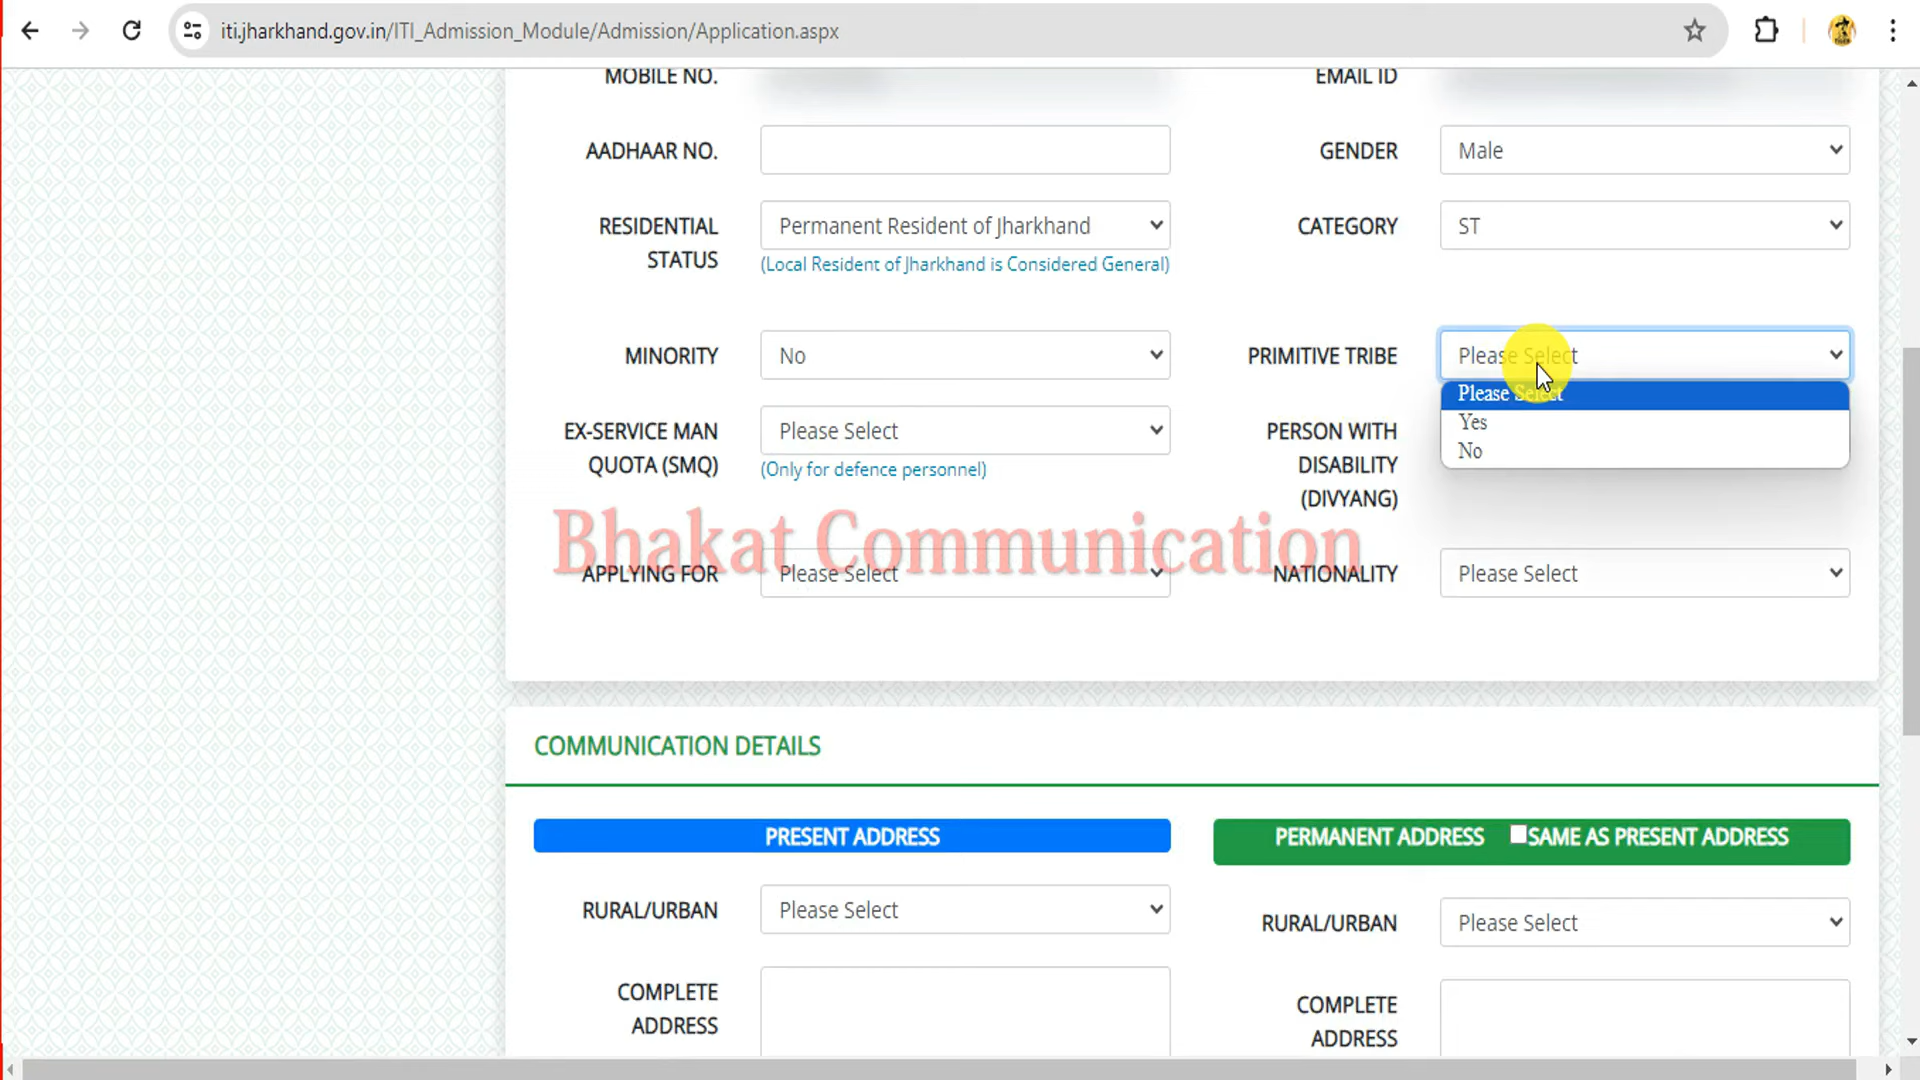 iti.jharkhand.gov.in/ITI_Admission_Module/Admission/Application.aspx
MOBILE NO.
EMAIL ID
AADHAAR NO.
GENDER
Male
RESIDENTIAL
STATUS
Permanent Resident of Jharkhand
(Local Resident of Jharkhand is Considered General)
CATEGORY
ST
MINORITY
No
PRIMITIVE TRIBE
Please Select
Please Select
Yes
No
EX-SERVICE MAN
QUOTA (SMQ)
Please Select
(Only for defence personnel)
PERSON WITH
DISABILITY
(DIVYANG)
Bhakat Communication
APPLYING FOR
Please Select
NATIONALITY
Please Select
COMMUNICATION DETAILS
PRESENT ADDRESS
PERMANENT ADDRESS SAME AS PRESENT ADDRESS
RURAL/URBAN
Please Select
RURAL/URBAN
Please Select
COMPLETE
ADDRESS
COMPLETE
ADDRESS